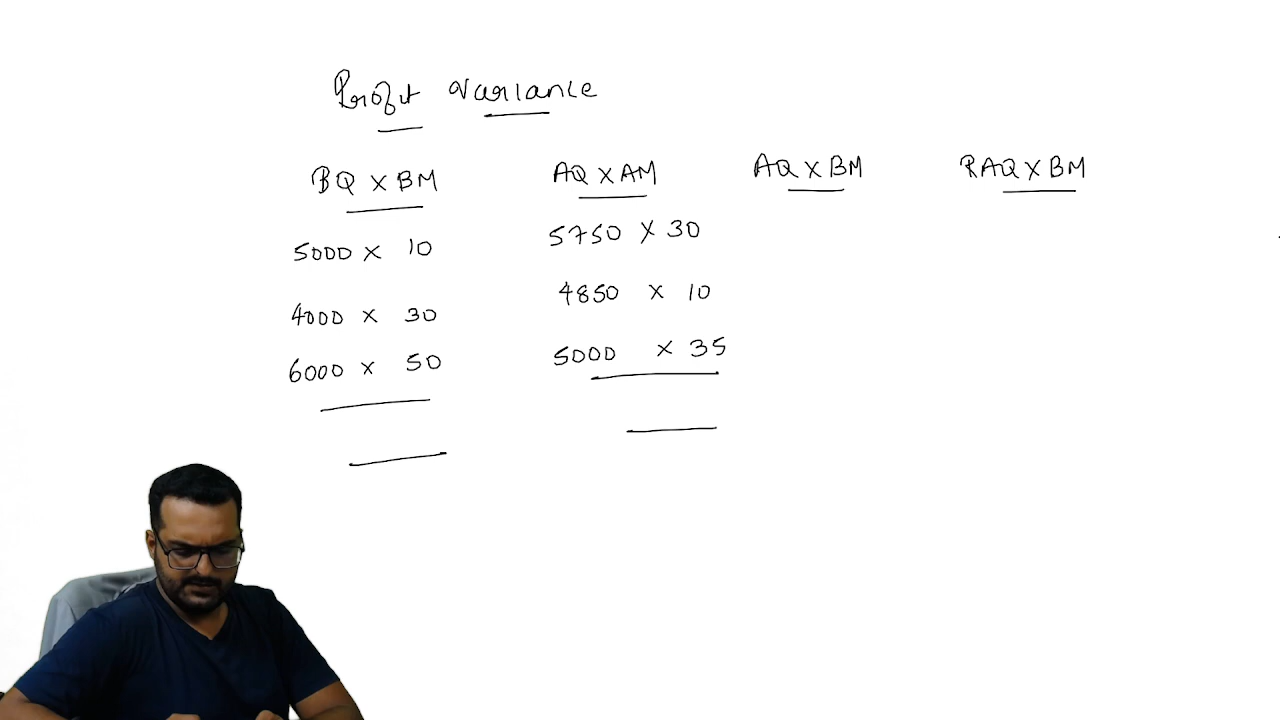 Profit variance
BQ X BM AQ X AM AQ X BM RAQ X BM
5000 X 10 5750 X 30
4000 X 30 4850 X 10
6000 X 50 5000 X 35